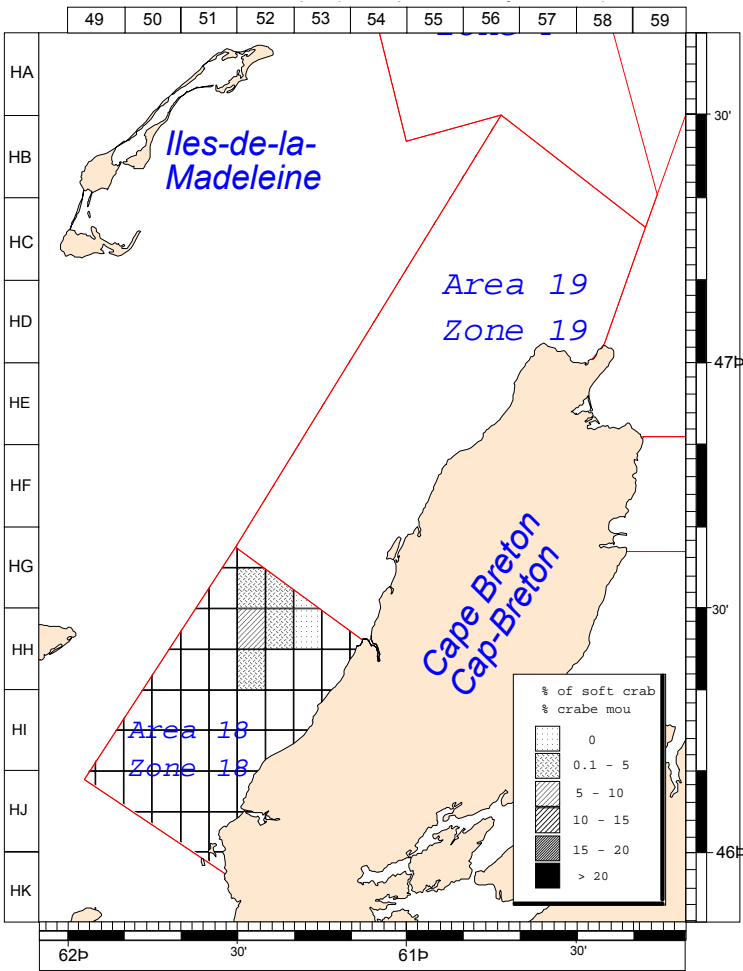 49 50 51 52 53 54 55 56 57 58 59
HA
HB
HC
HD
HE
HF
HG
HH
HI
HJ
HK
30'
47Þ
30'
46Þ
Iles-de-la-
Madeleine
Area 19
Zone 19
Cape Breton
Cap-Breton
Area 18
Zone 18
% of soft crab
% crabe mou
0
0.1 - 5
5 - 10
10 - 15
15 - 20
> 20
62Þ 30' 61Þ 30'